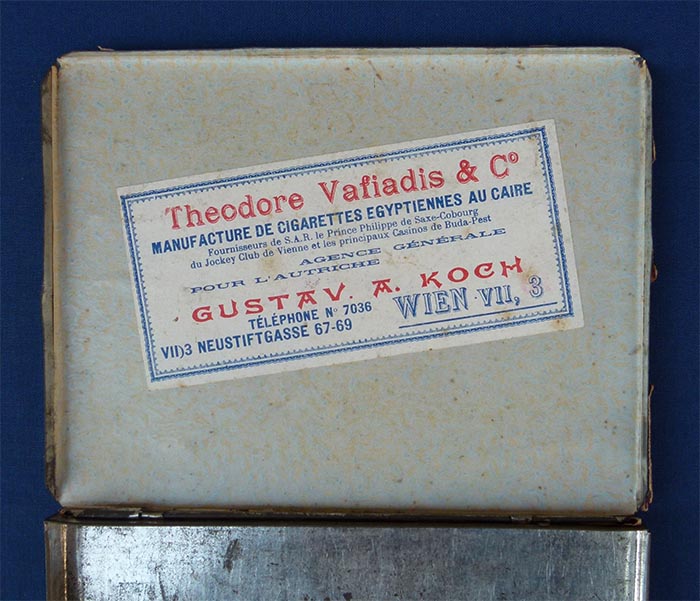 Theodore Vafiadis & Cº
MANUFACTURE DE CIGARETTES EGYPTIENNES AU CAIRE
Fournisseurs de S.A.R. le Prince Philippe de Saxe-Cobourg
du Jockey Club de Vienne et les principaux Casinos de Buda-Pest
AGENCE GÉNÉRALE
POUR L'AUTRICHE
GUSTAV. A. KOCH
TÉLÉPHONE Nº 7036
WIEN VII, 3
VII)3 NEUSTIFTGASSE 67-69